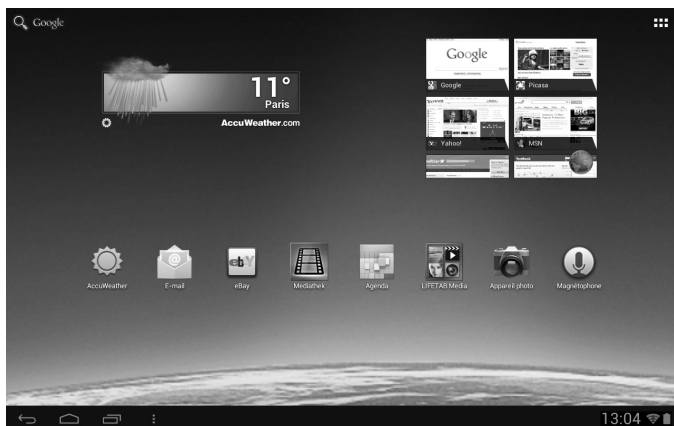 Google
11°
Paris
AccuWeather.com
Google
Google
Picasa
Yahoo!
MSN
AccuWeather
E-mail
eBay
Mediathek
Agenda
LIFETAB Media
Appareil photo
Magnétophone
13:04